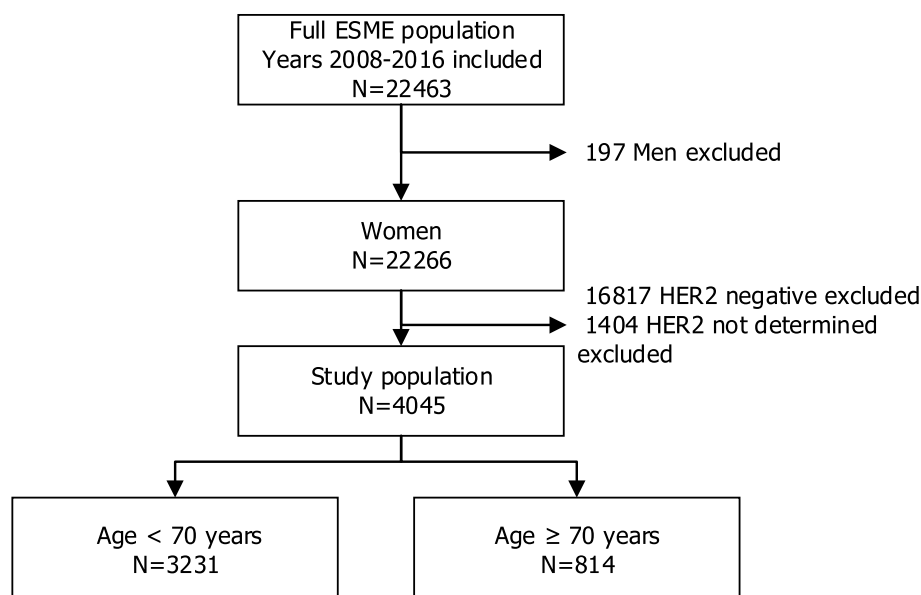 Full ESME population
Years 2008-2016 included
N=22463
197 Men excluded
Women
N=22266
16817 HER2 negative excluded
1404 HER2 not determined
excluded
Study population
N=4045
Age < 70 years
N=3231
Age ≥ 70 years
N=814